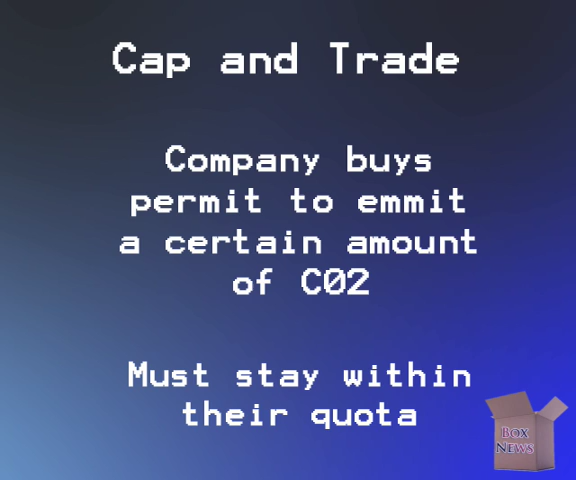 Cap and Trade
Company buys
permit to emmit
a certain amount
of C02
Must stay within
their quota
Box
News